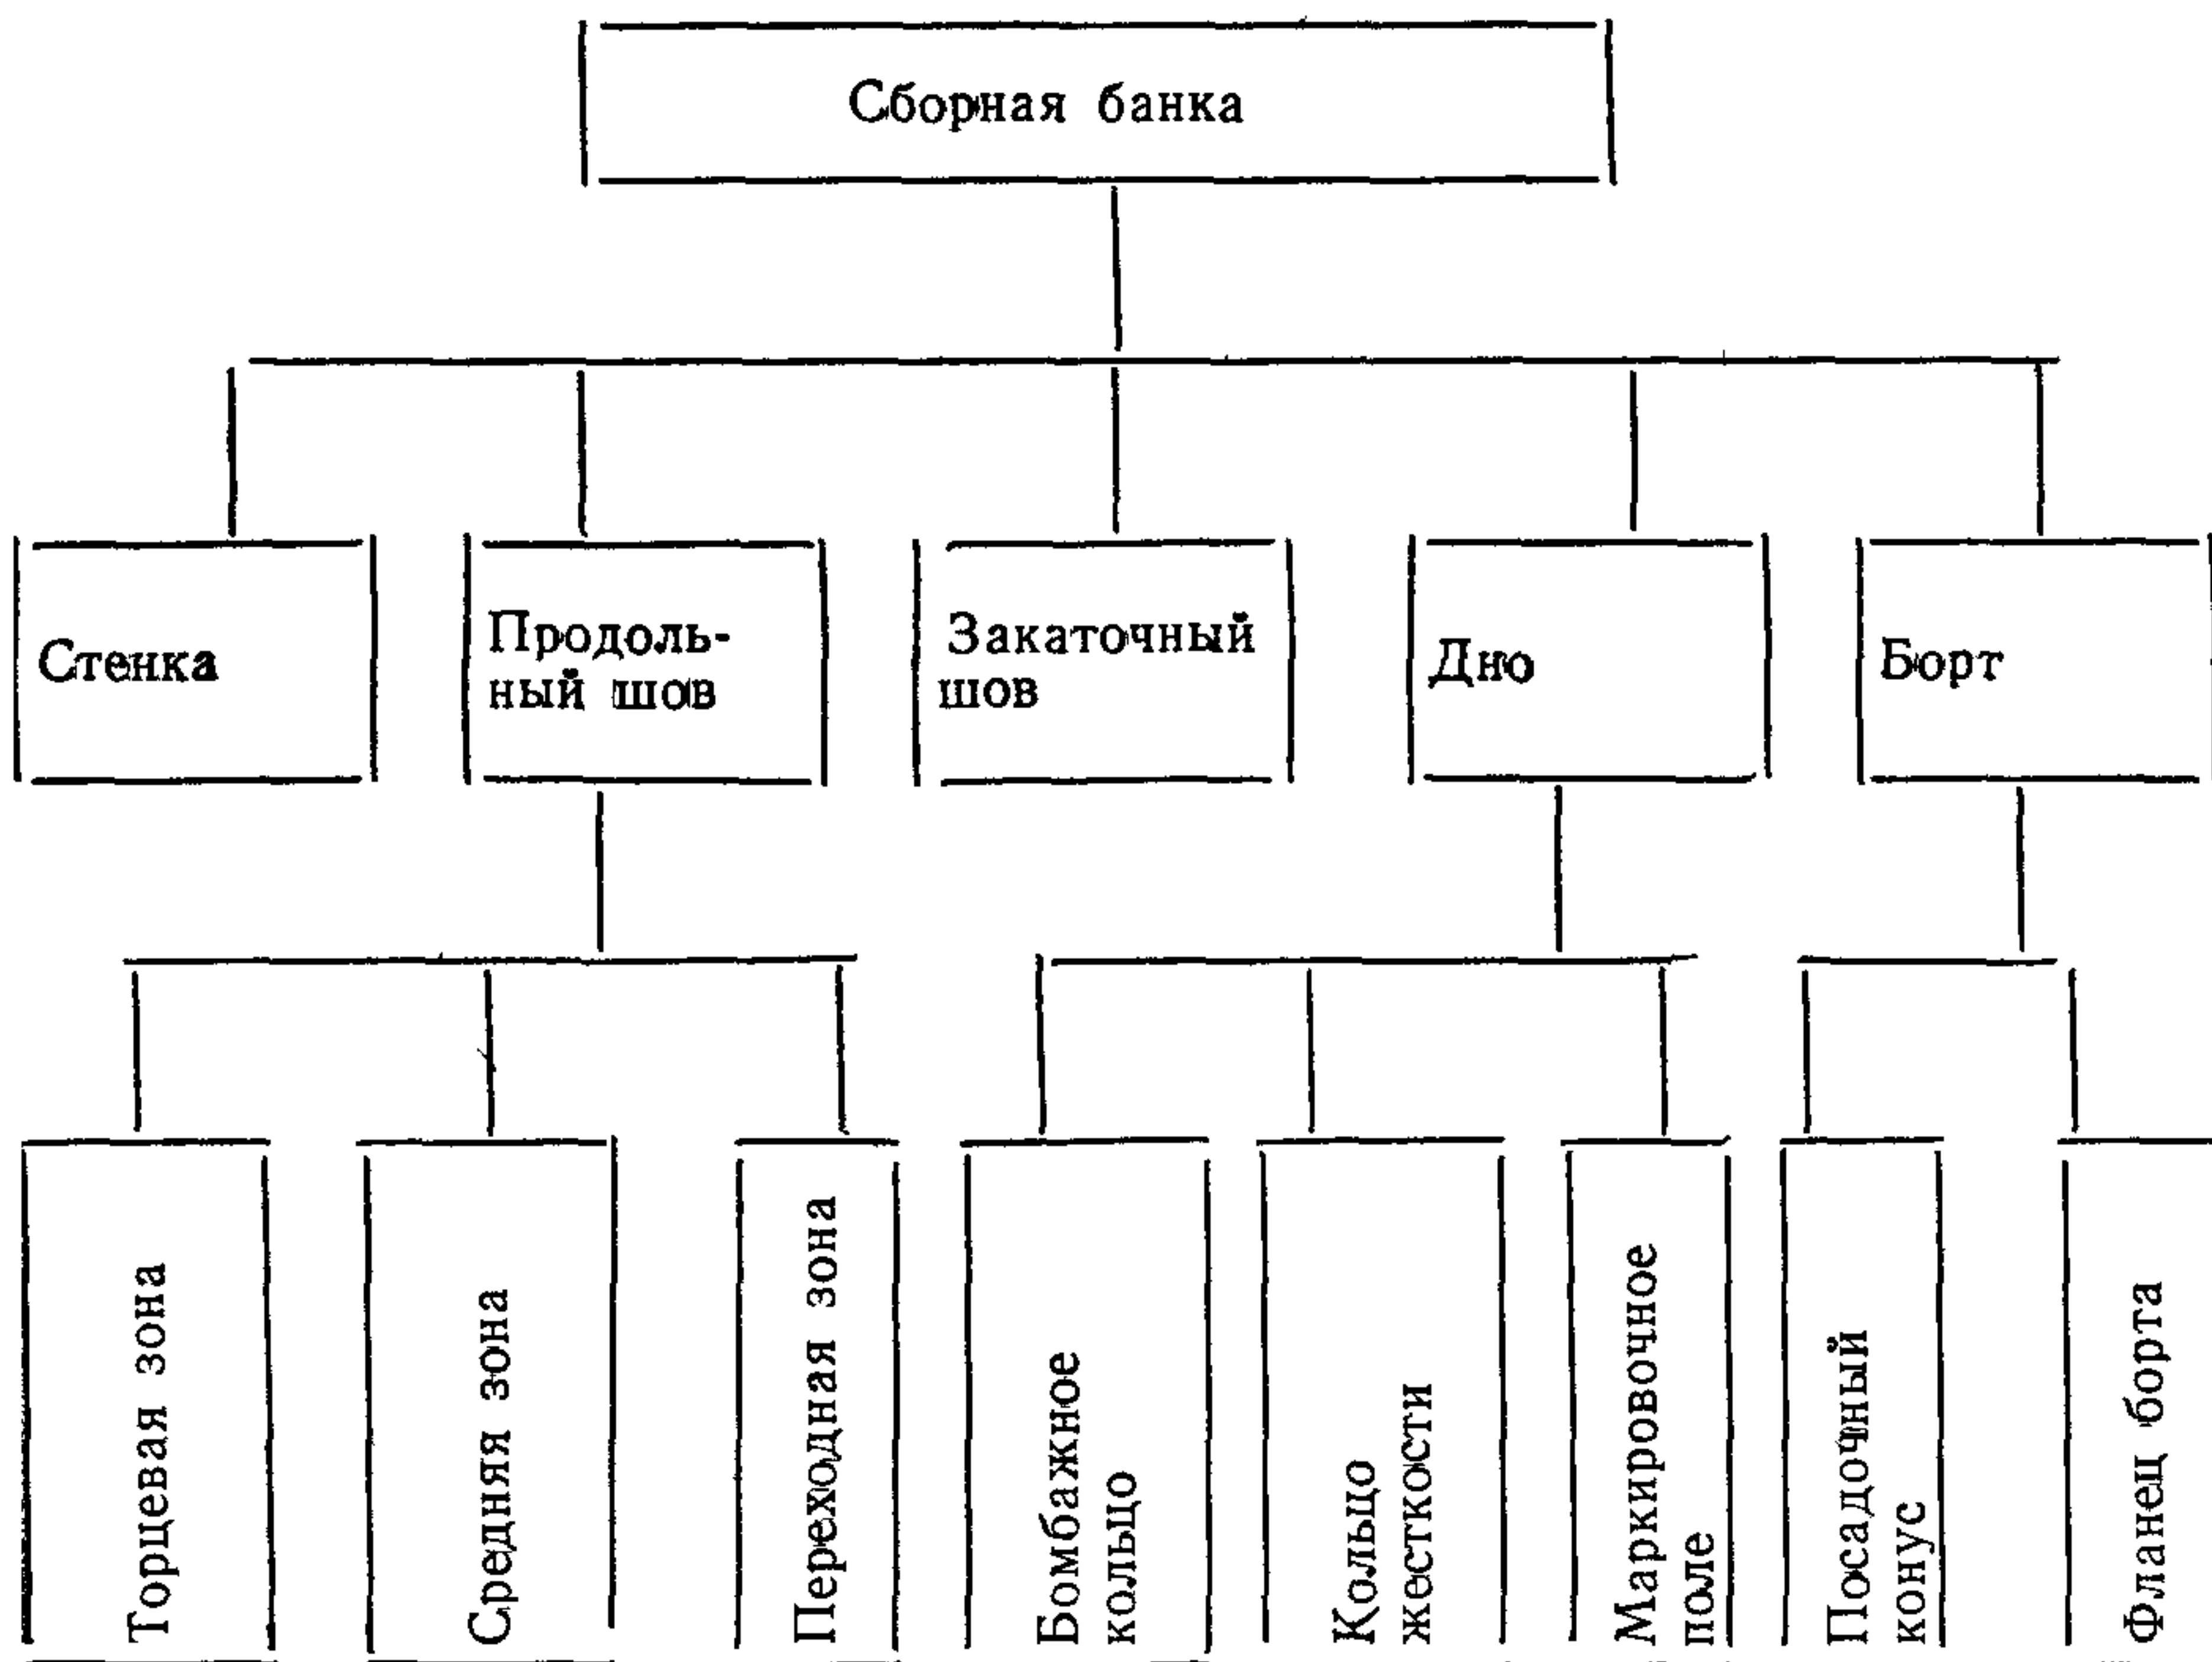 Сборная банка
Стенка
Продоль-
ный шов
Закаточный
шов
Дно
Борт
Торцевая зона
Средняя зона
Переходная зона
Бомбажное
кольцо
Кольцо
жесткости
Маркировочное
поле
Посадочный
конус
Фланец борта